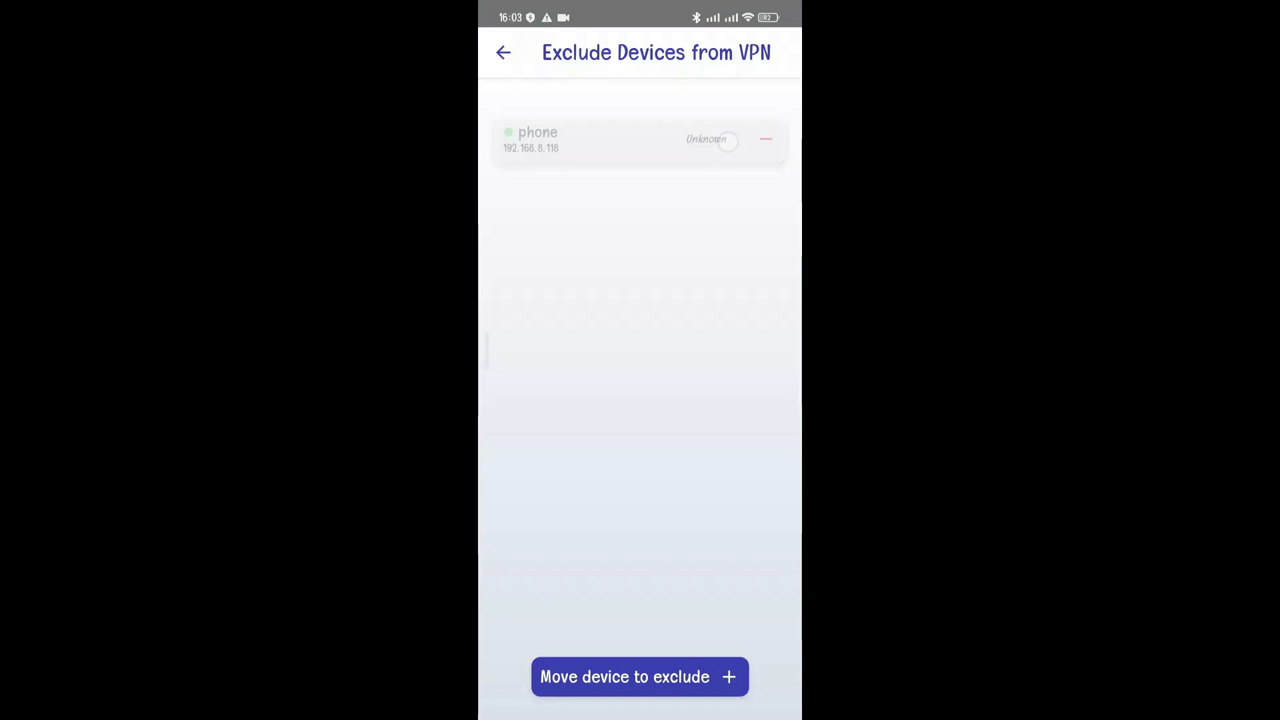 16:03
Exclude Devices from VPN
phone
Unknown
192.168.8.118
Move device to exclude +